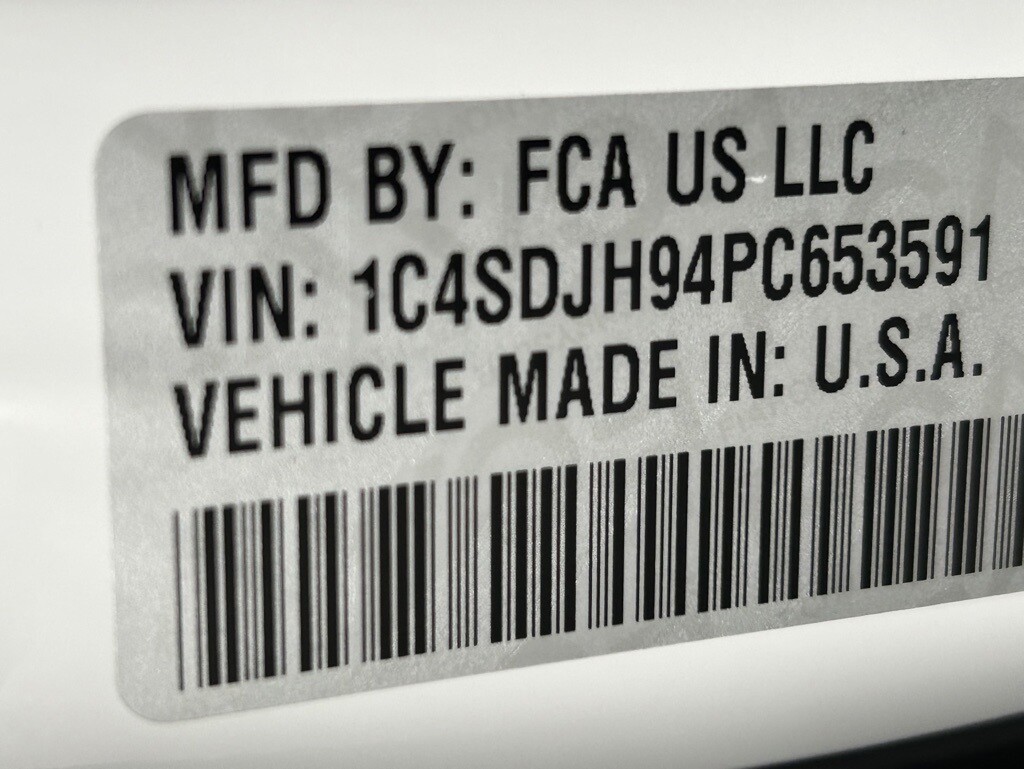 MFD BY: FCA US LLC
VIN: 1C4SDJH94PC653591
VEHICLE MADE IN: U.S.A.